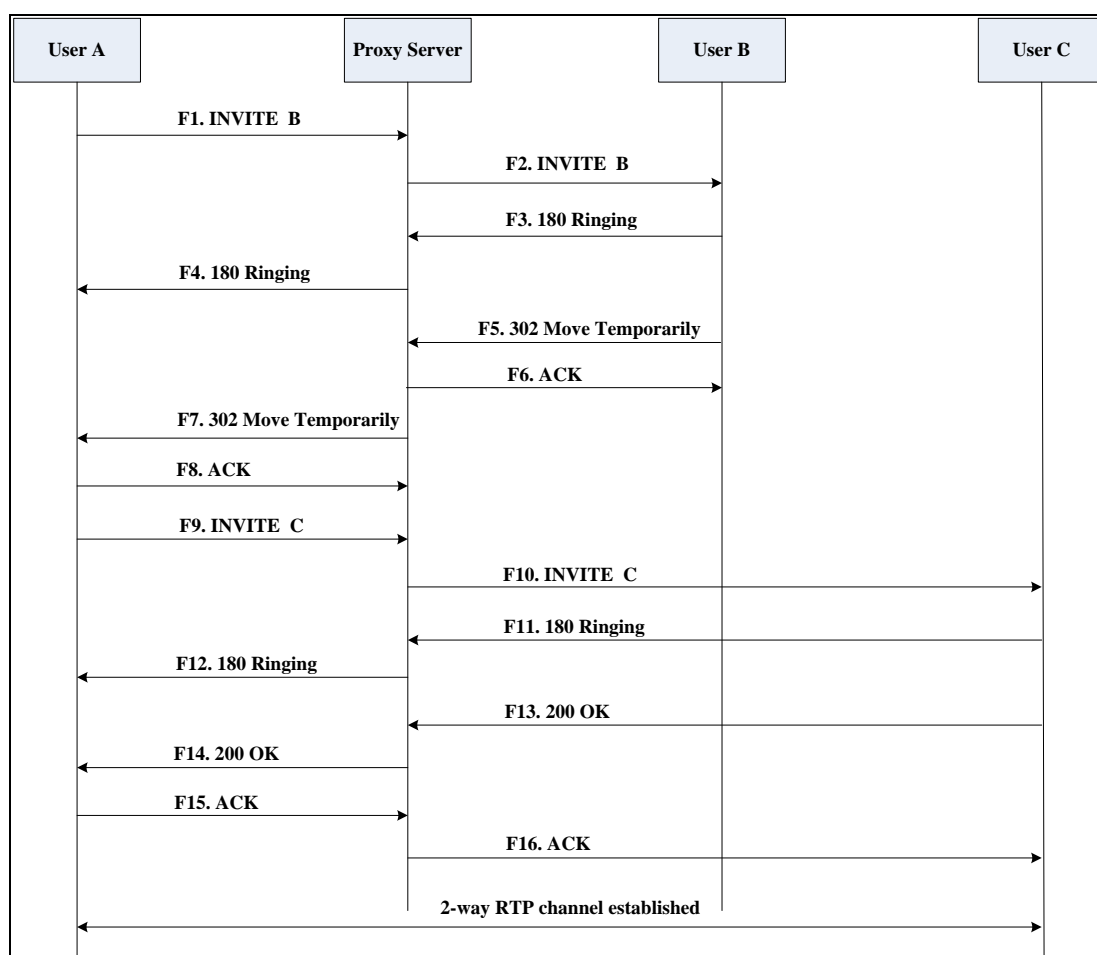 User A
Proxy Server
User B
User C
F1. INVITE B
F2. INVITE B
F3. 180 Ringing
F4. 180 Ringing
F5. 302 Move Temporarily
F6. ACK
F7. 302 Move Temporarily
F8. ACK
F9. INVITE C
F10. INVITE C
F11. 180 Ringing
F12. 180 Ringing
F13. 200 OK
F14. 200 OK
F15. ACK
F16. ACK
2-way RTP channel established